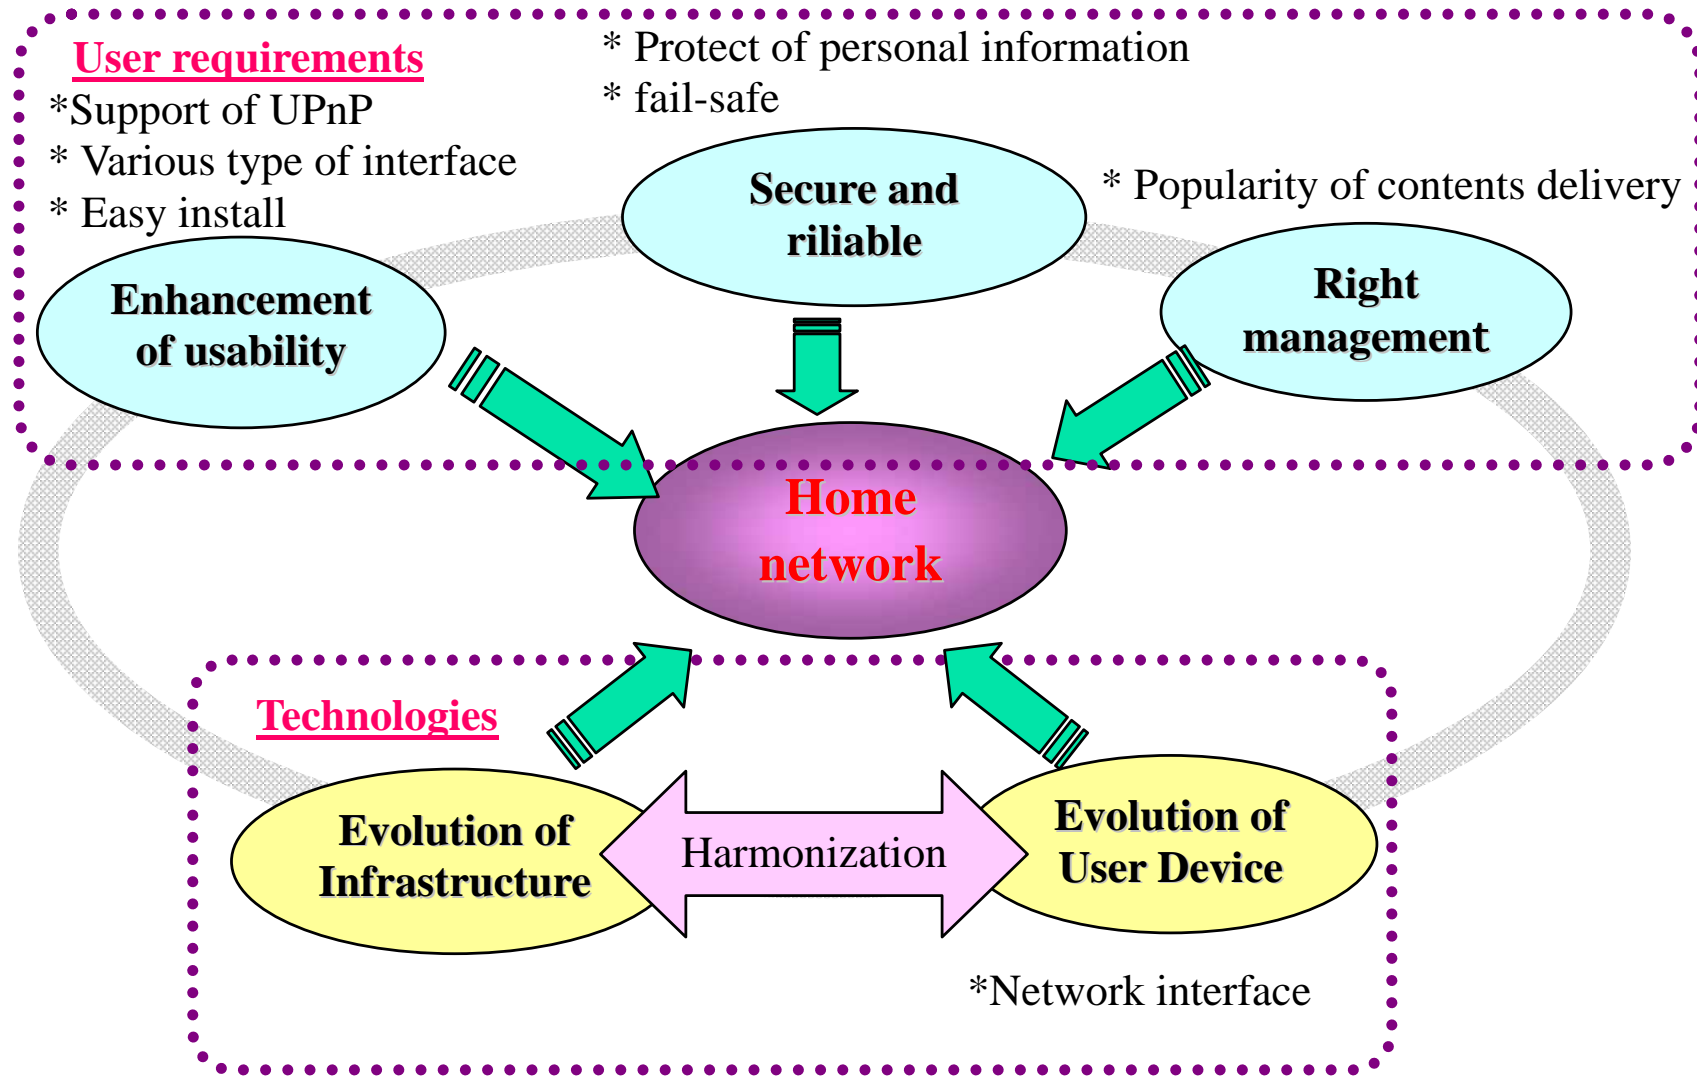 User requirements
*Support of UPnP
* Various type of interface
* Easy install
* Protect of personal information
* fail-safe
* Popularity of contents delivery
Enhancement
of usability
Secure and
riliable
Right
management
Home
network
Technologies
Evolution of
Infrastructure
Harmonization
Evolution of
User Device
*Network interface